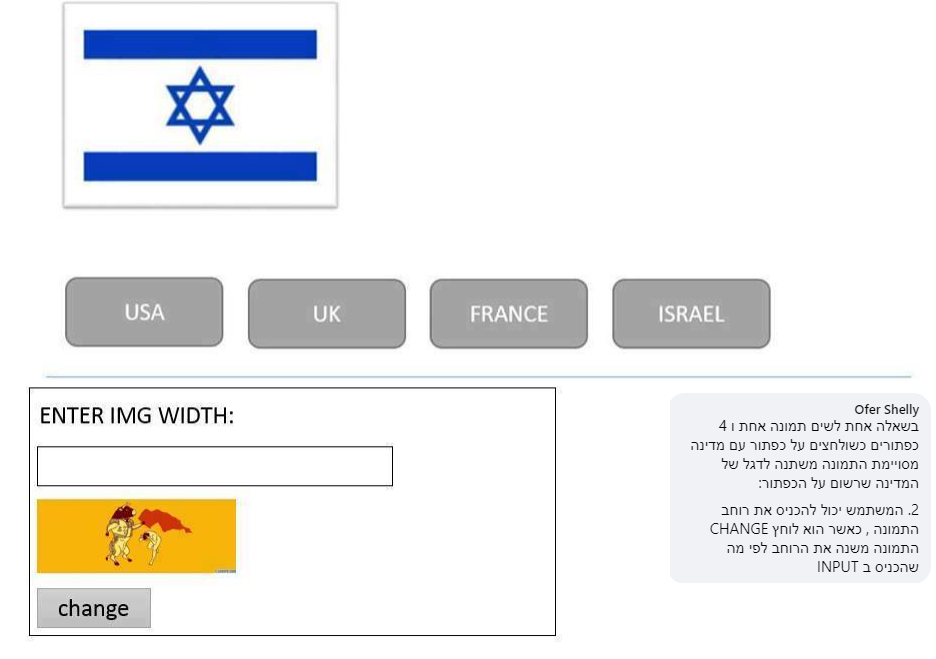 USA
UK
FRANCE
ISRAEL
ENTER IMG WIDTH:
change
Ofer Shelly
בשאלה אחת לשים תמונה אחת ו 4
כפתורים כשולחצים על כפתור עם מדינה
מסויימת התמונה משתנה לדגל של
המדינה שרשום על הכפתור:
2. המשתמש יכול להכניס את רוחב
התמונה , כאשר הוא לוחץ CHANGE
התמונה משנה את הרוחב לפי מה
שהכניס ב INPUT